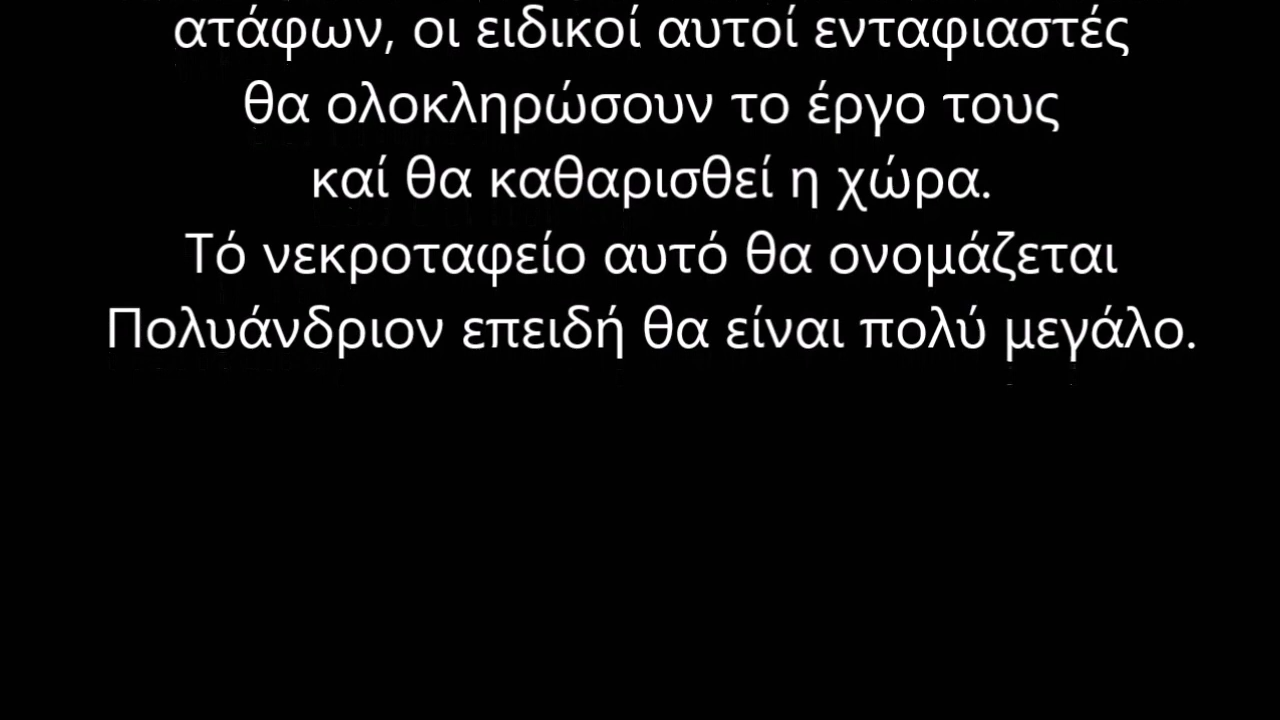 ατάφων, οι ειδικοί αυτοί ενταφιαστές
θα ολοκληρώσουν το έργο τους
καί θα καθαρισθεί η χώρα.
Τό νεκροταφείο αυτό θα ονομάζεται
Πολυάνδριον επειδή θα είναι πολύ μεγάλο.